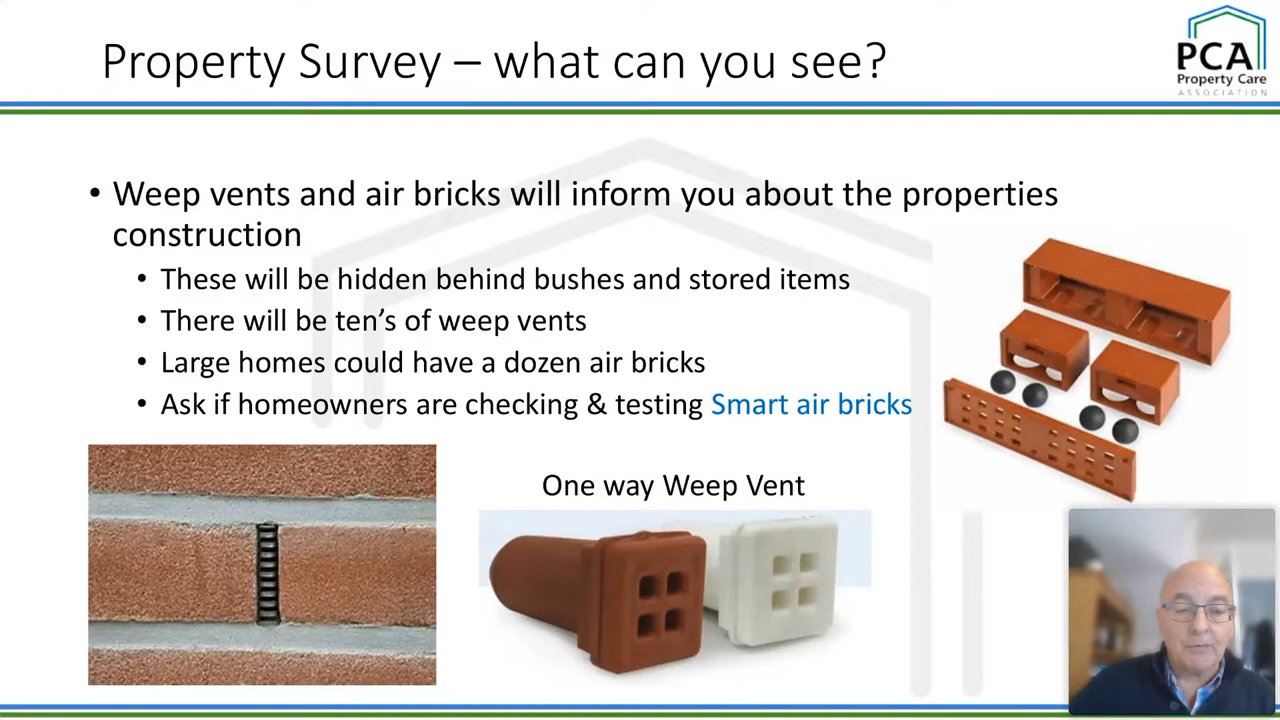 Property Survey – what can you see?
PCA
Property Care
ASSOCIATION
• Weep vents and air bricks will inform you about the properties
construction
• These will be hidden behind bushes and stored items
• There will be ten’s of weep vents
• Large homes could have a dozen air bricks
• Ask if homeowners are checking & testing Smart air bricks
One way Weep Vent